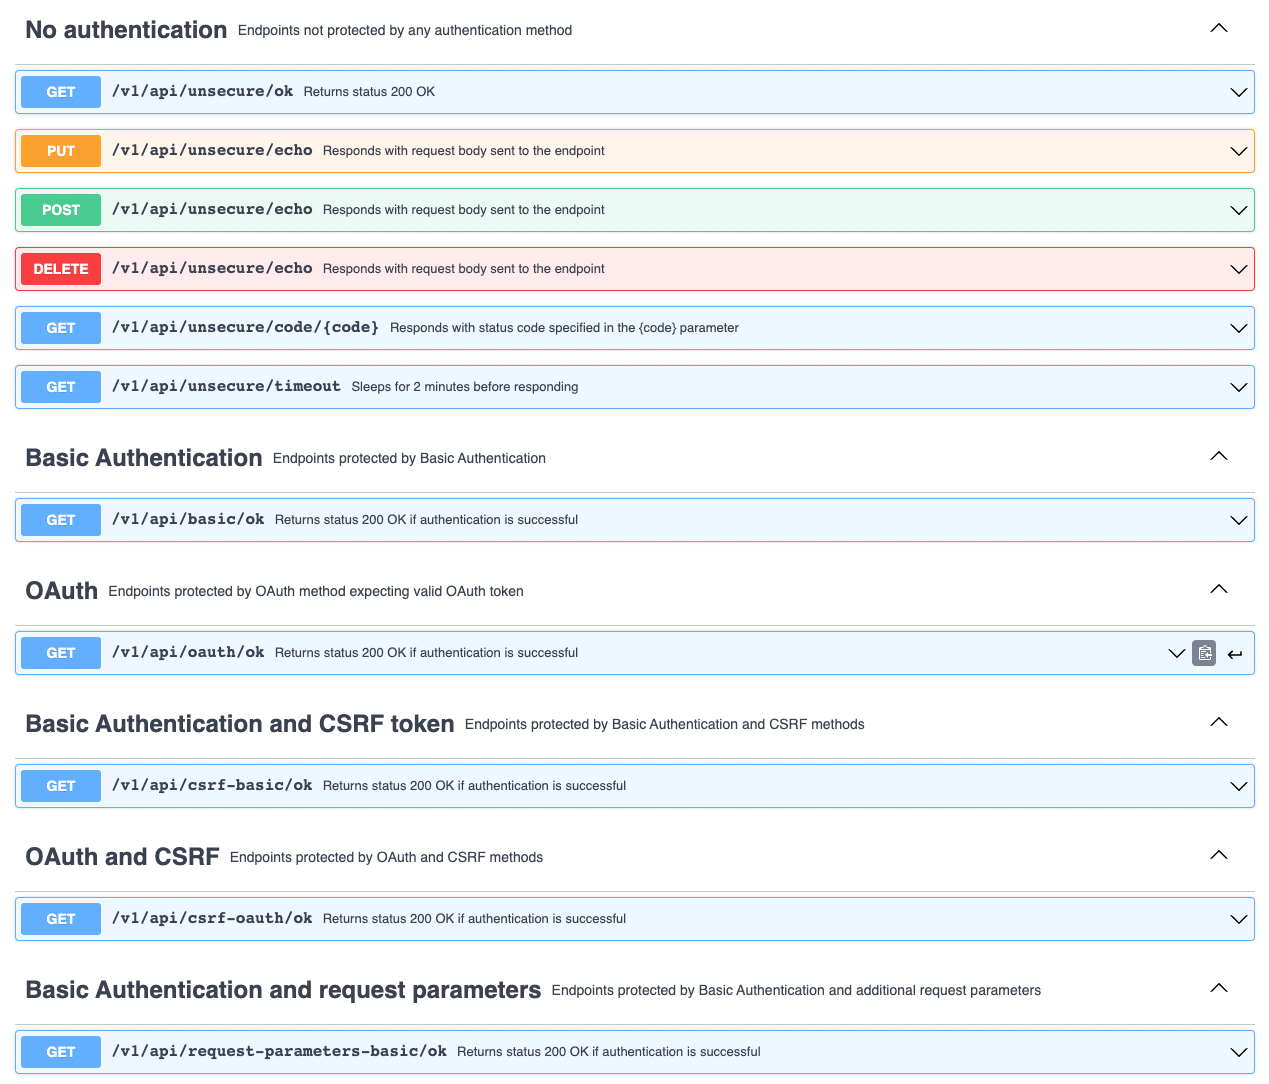 No authentication Endpoints not protected by any authentication method
GET /v1/api/unsecure/ok Returns status 200 OK
PUT /v1/api/unsecure/echo Responds with request body sent to the endpoint
POST /v1/api/unsecure/echo Responds with request body sent to the endpoint
DELETE /v1/api/unsecure/echo Responds with request body sent to the endpoint
GET /v1/api/unsecure/code/{code} Responds with status code specified in the {code} parameter
GET /v1/api/unsecure/timeout Sleeps for 2 minutes before responding
Basic Authentication Endpoints protected by Basic Authentication
GET /v1/api/basic/ok Returns status 200 OK if authentication is successful
OAuth Endpoints protected by OAuth method expecting valid OAuth token
GET /v1/api/oauth/ok Returns status 200 OK if authentication is successful
Basic Authentication and CSRF token Endpoints protected by Basic Authentication and CSRF methods
GET /v1/api/csrf-basic/ok Returns status 200 OK if authentication is successful
OAuth and CSRF Endpoints protected by OAuth and CSRF methods
GET /v1/api/csrf-oauth/ok Returns status 200 OK if authentication is successful
Basic Authentication and request parameters Endpoints protected by Basic Authentication and additional request parameters
GET /v1/api/request-parameters-basic/ok Returns status 200 OK if authentication is successful